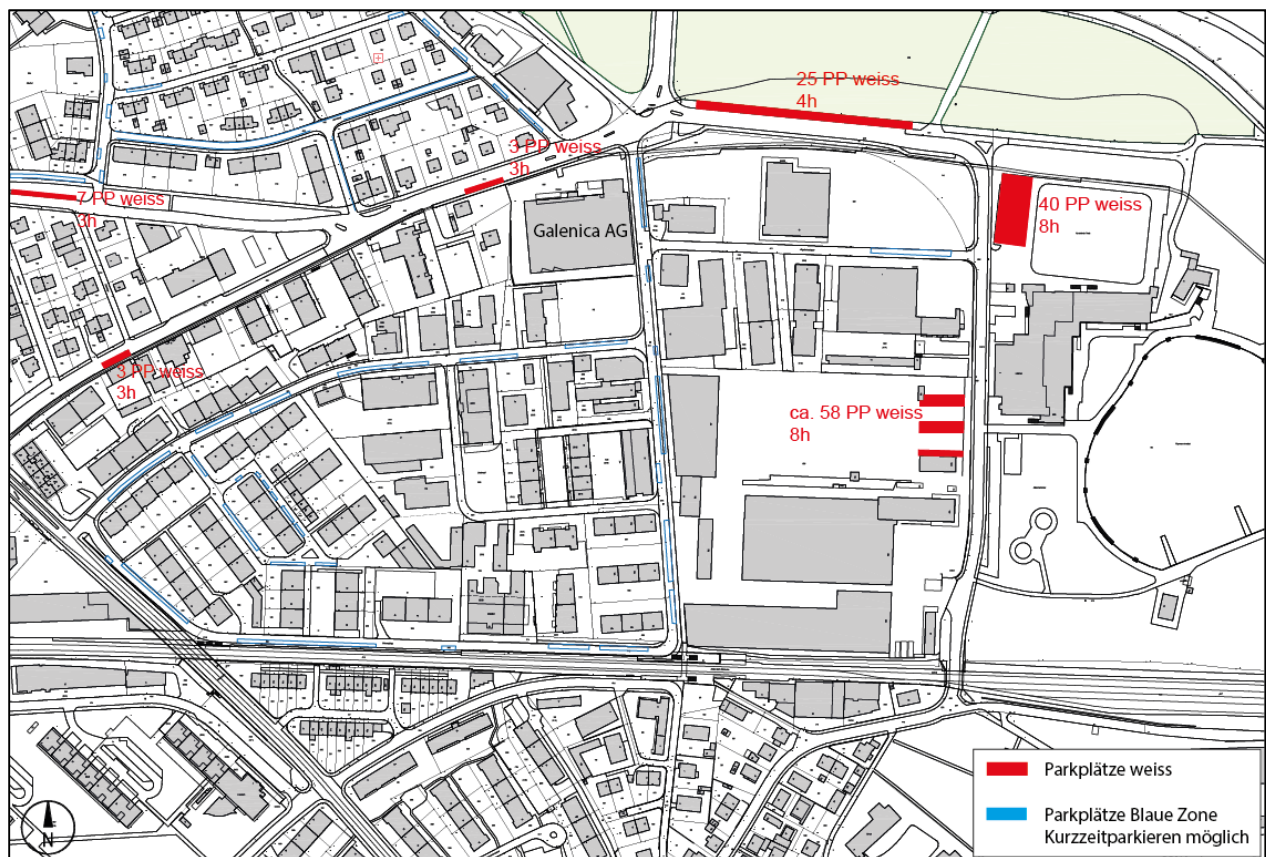 25 PP weiss
4h
3 PP weiss
3h
7 PP weiss
3h
40 PP weiss
8h
Galenica AG
3 PP weiss
3h
ca. 58 PP weiss
8h
Parkplätze weiss
Parkplätze Blaue Zone
Kurzzeitparkieren möglich
N